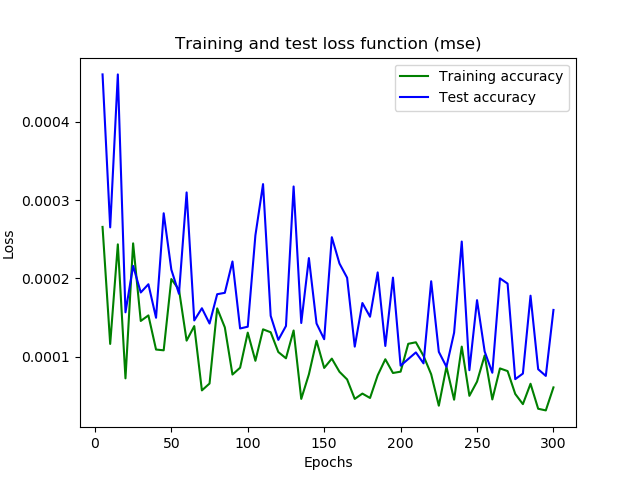 Training and test loss function (mse)
Training accuracy
Test accuracy
0.0004
0.0003
0.0002
0.0001
Loss
0
50
100
150
200
250
300
Epochs